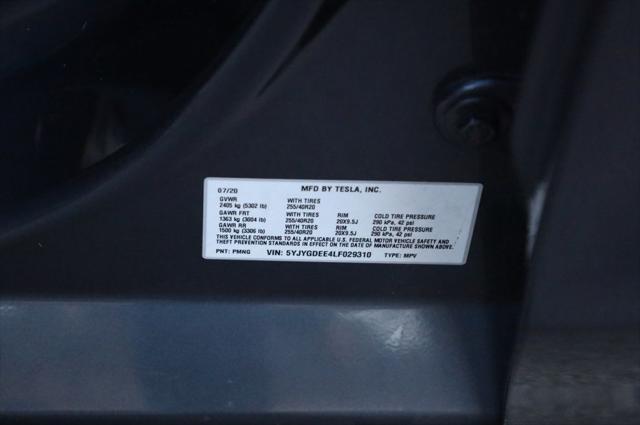 07/20 MFD BY TESLA, INC.
GVWR WITH TIRES
2405 kg (5302 lb) 255/40R20
GAWR FRT WITH TIRES RIM COLD TIRE PRESSURE
1363 kg (3004 lb) 255/40R20 20X9.5J 290 kPa, 42 psi
GAWR RR WITH TIRES RIM COLD TIRE PRESSURE
1500 kg (3306 lb) 255/40R20 20X9.5J 290 kPa, 42 psi
THIS VEHICLE CONFORMS TO ALL APPLICABLE U.S. FEDERAL MOTOR VEHICLE SAFETY AND
THEFT PREVENTION STANDARDS IN EFFECT ON THE DATE OF MANUFACTURE SHOWN ABOVE.
PNT: PMNG VIN: 5YJYGDEE4LF029310 TYPE: MPV